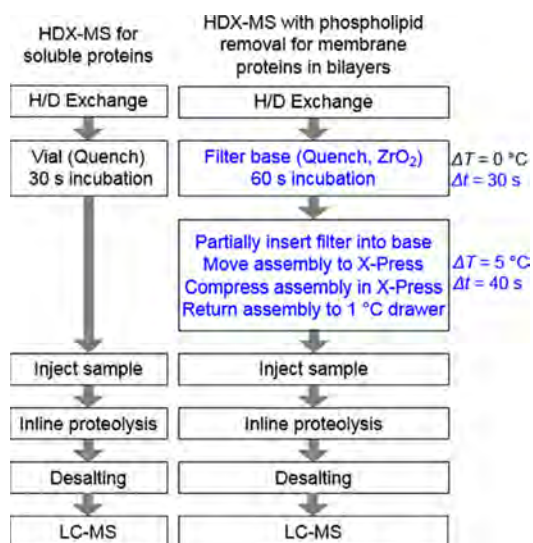 HDX-MS for
soluble proteins
HDX-MS with phospholipid
removal for membrane
proteins in bilayers
H/D Exchange
H/D Exchange
Vial (Quench)
30 s incubation
Filter base (Quench, ZrO₂)
60 s incubation
ΔT = 0 °C
Δt = 30 s
Partially insert filter into base
Move assembly to X-Press
Compress assembly in X-Press
Return assembly to 1 °C drawer
ΔT = 5 °C
Δt = 40 s
Inject sample
Inject sample
Inline proteolysis
Inline proteolysis
Desalting
Desalting
LC-MS
LC-MS